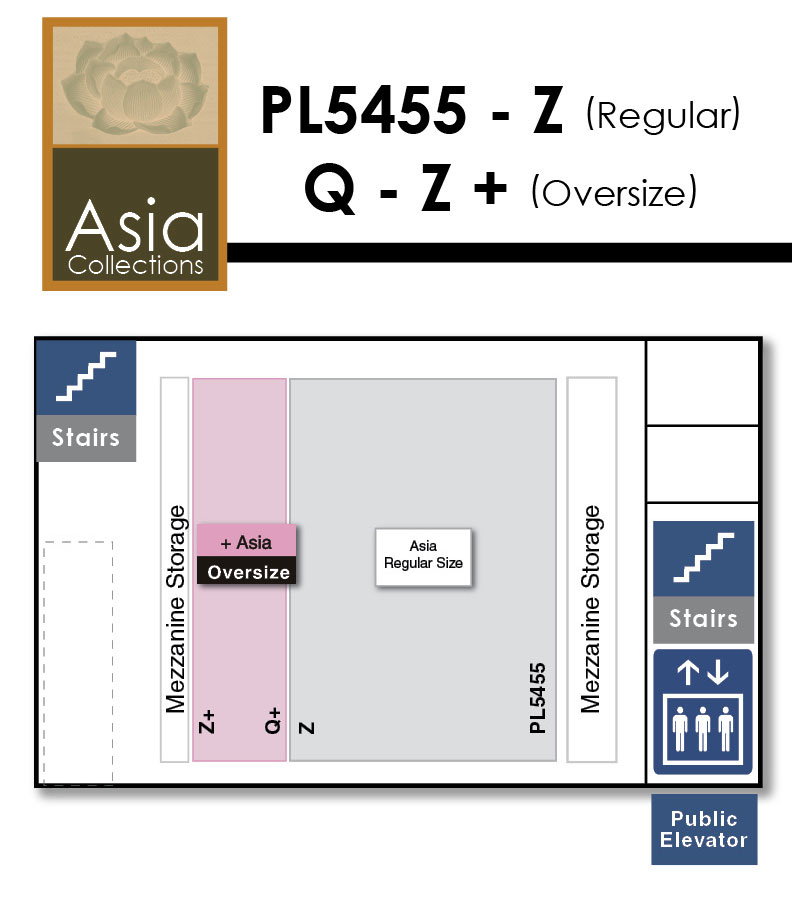 Asia
Collections
PL5455 - Z (Regular)
Q - Z + (Oversize)
Stairs
Mezzanine Storage
+ Asia
Oversize
Z+
Q+
Asia
Regular Size
Z
PL5455
Mezzanine Storage
Stairs
Public
Elevator